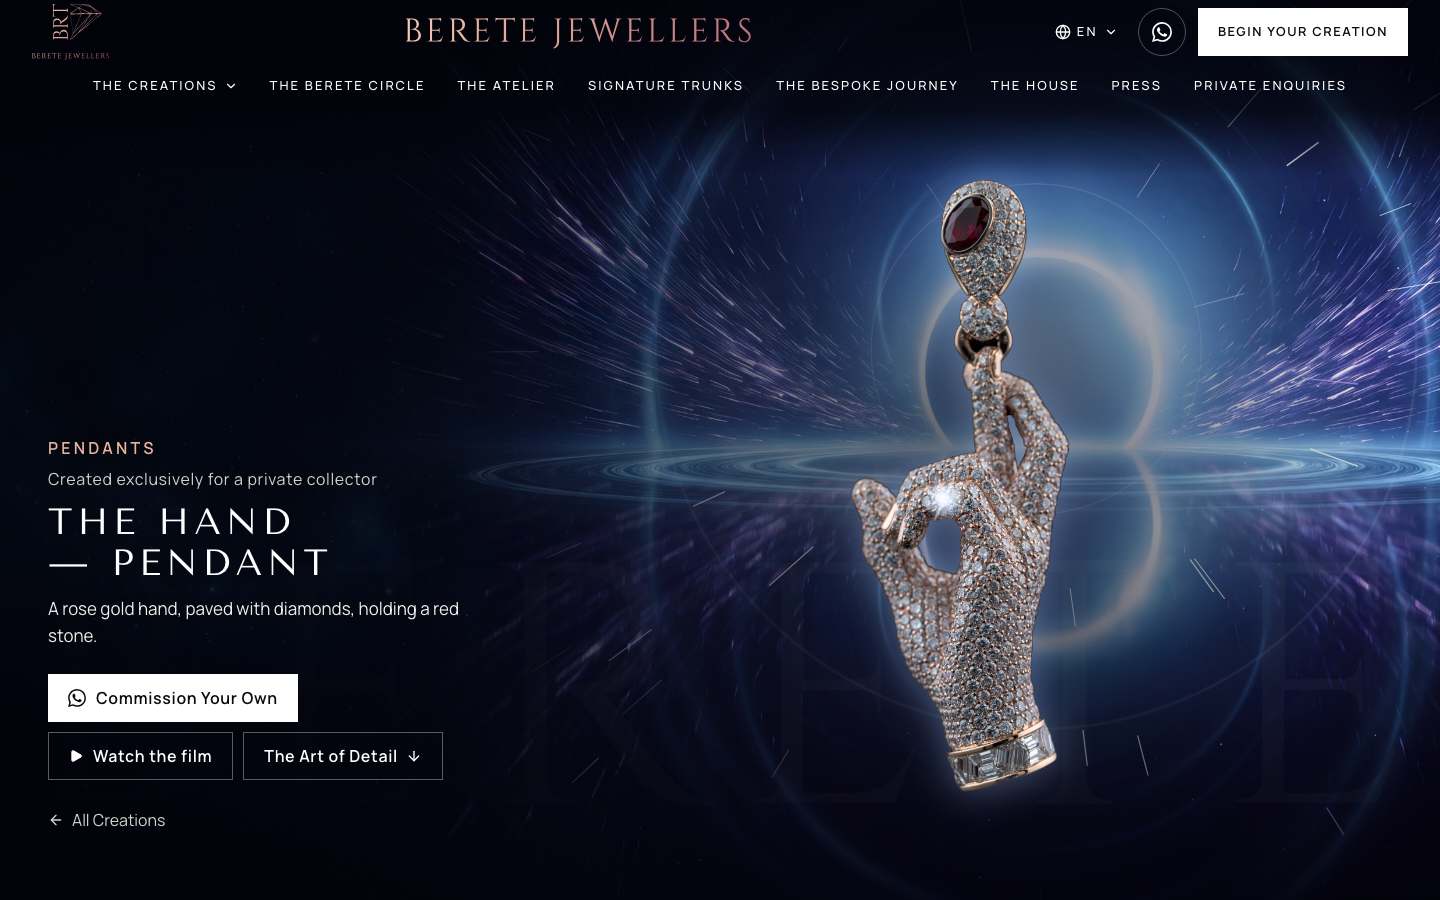 BRT
BERETE JEWELLERS
BERETE JEWELLERS
EN
BEGIN YOUR CREATION
THE CREATIONS
THE BERETE CIRCLE
THE ATELIER
SIGNATURE TRUNKS
THE BESPOKE JOURNEY
THE HOUSE
PRESS
PRIVATE ENQUIRIES
PENDANTS
Created exclusively for a private collector
THE HAND
— PENDANT
A rose gold hand, paved with diamonds, holding a red
stone.
Commission Your Own
Watch the film
The Art of Detail ↓
← All Creations